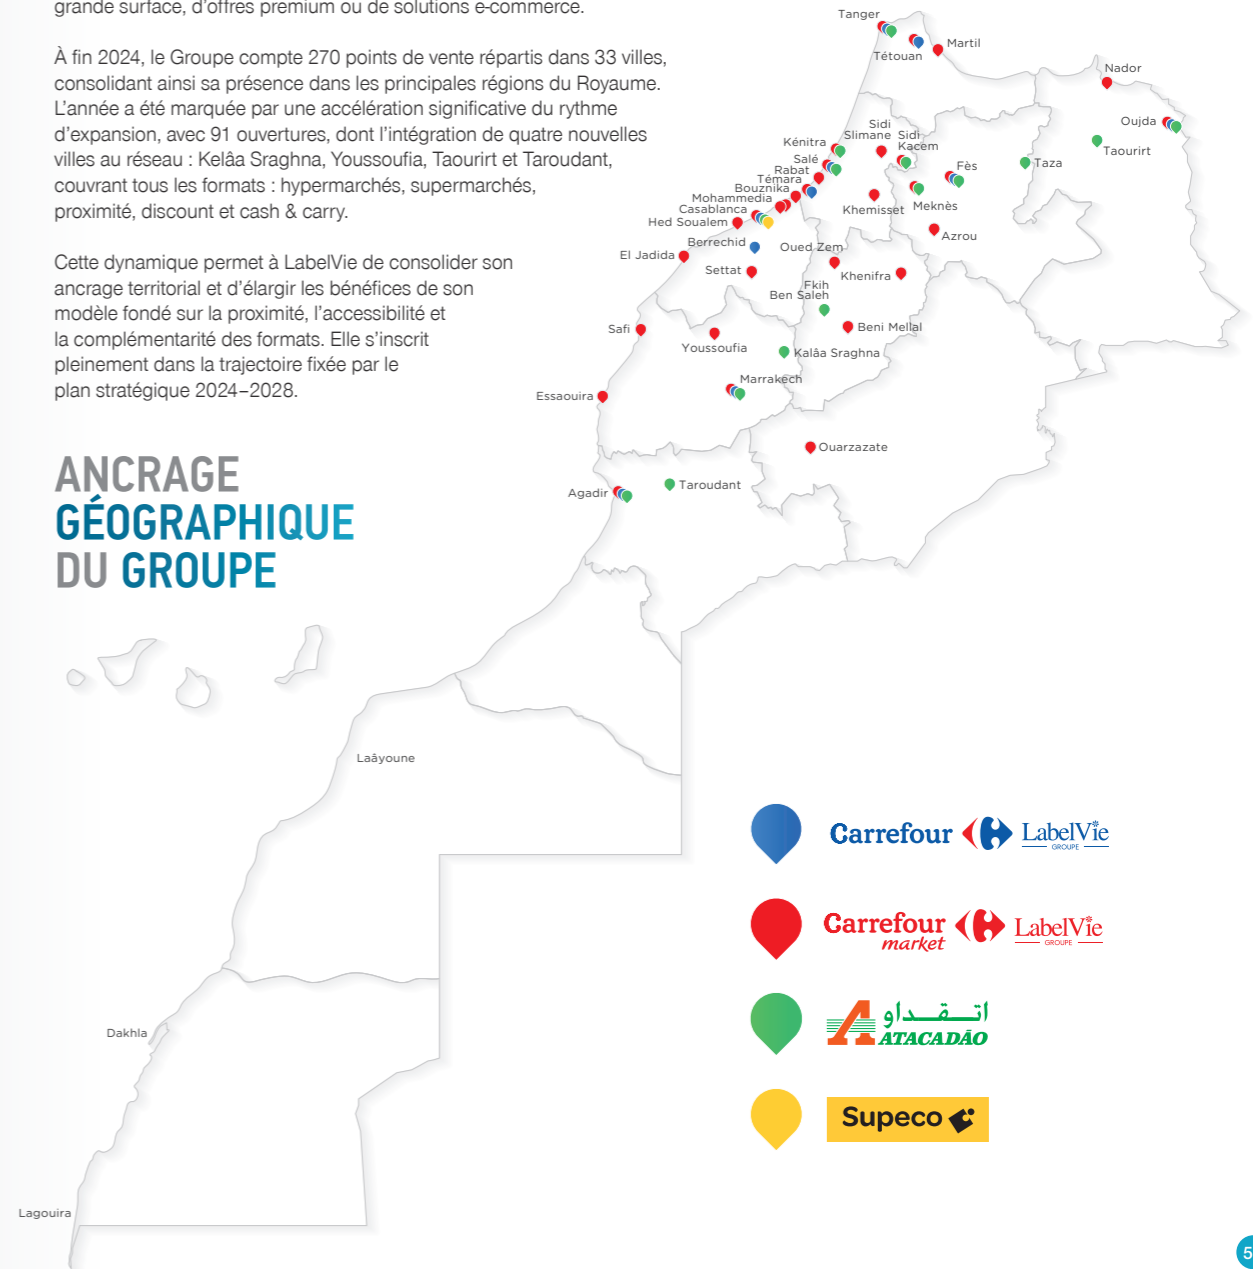 grande surface, d'offres premium ou de solutions e-commerce.
À fin 2024, le Groupe compte 270 points de vente répartis dans 33 villes,
consolidant ainsi sa présence dans les principales régions du Royaume.
L'année a été marquée par une accélération significative du rythme
d'expansion, avec 91 ouvertures, dont l'intégration de quatre nouvelles
villes au réseau : Kelâa Sraghna, Youssoufia, Taourirt et Taroudant,
couvrant tous les formats : hypermarchés, supermarchés,
proximité, discount et cash & carry.
Cette dynamique permet à LabelVie de consolider son
ancrage territorial et d'élargir les bénéfices de son
modèle fondé sur la proximité, l'accessibilité et
la complémentarité des formats. Elle s'inscrit
pleinement dans la trajectoire fixée par le
plan stratégique 2024–2028.
ANCRAGE
GÉOGRAPHIQUE
DU GROUPE
Tanger
Tétouan
Martil
Nador
Oujda
Taourirt
Taza
Sidi
Slimane
Sidi
Kacem
Kénitra
Salé
Rabat
Témara
Bouznika
Mohammedia
Casablanca
Hed Soualem
Fès
Meknès
Khemisset
Azrou
Berrechid
El Jadida
Settat
Oued Zem
Khenifra
Fkih
Ben Saleh
Beni Mellal
Safi
Youssoufia
Kalâa Sraghna
Marrakech
Essaouira
Ouarzazate
Agadir
Taroudant
Laâyoune
Dakhla
Lagouira
Carrefour LabelVie
GROUPE
Carrefour
market
LabelVie
GROUPE
اتـقـداو
ATACADÃO
Supeco
5